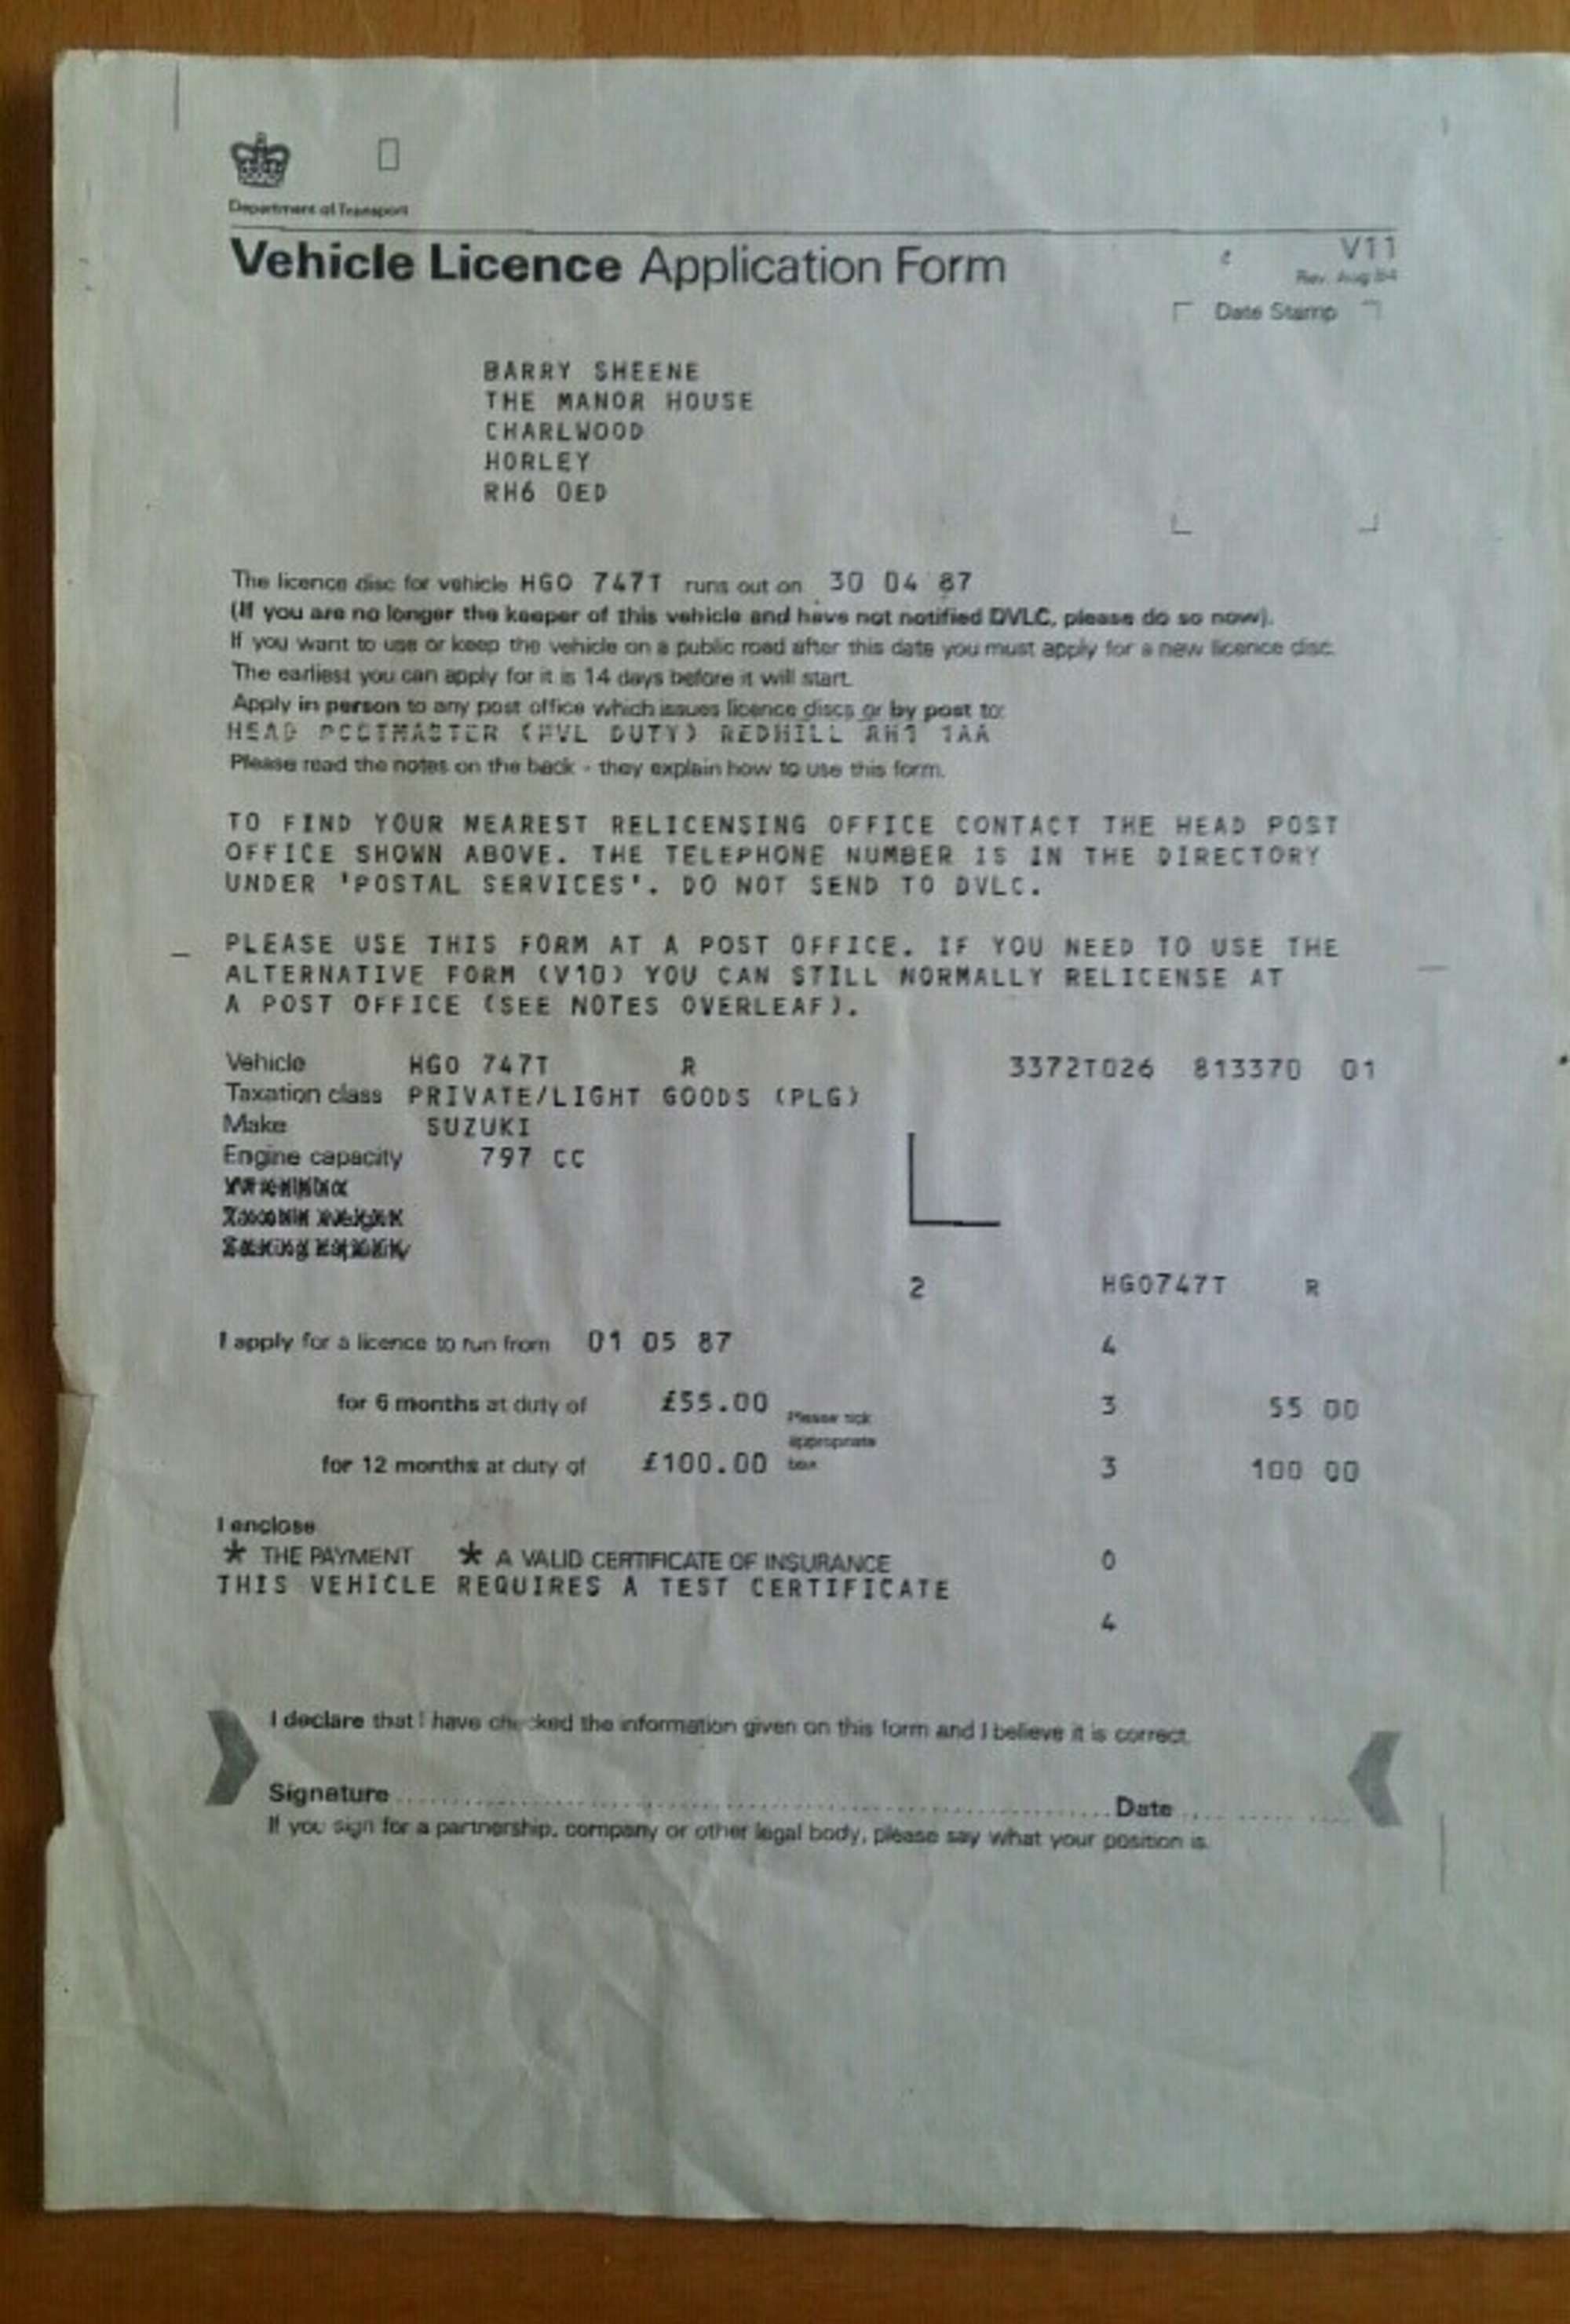 Department of Transport
Vehicle Licence Application Form
V11
Rev. Aug 84
Date Stamp
BARRY SHEENE
THE MANOR HOUSE
CHARLWOOD
HORLEY
RH6 0ED
The licence disc for vehicle HGO 747T runs out on 30 04 87
(If you are no longer the keeper of this vehicle and have not notified DVLC, please do so now).
If you want to use or keep the vehicle on a public road after this date you must apply for a new licence disc.
The earliest you can apply for it is 14 days before it will start.
Apply in person to any post office which issues licence discs or by post to:
HEAD POSTMASTER (MVL DUTY) REDHILL RH1 1AA
Please read the notes on the back - they explain how to use this form.
TO FIND YOUR NEAREST RELICENSING OFFICE CONTACT THE HEAD POST
OFFICE SHOWN ABOVE. THE TELEPHONE NUMBER IS IN THE DIRECTORY
UNDER 'POSTAL SERVICES'. DO NOT SEND TO DVLC.
PLEASE USE THIS FORM AT A POST OFFICE. IF YOU NEED TO USE THE
ALTERNATIVE FORM (V10) YOU CAN STILL NORMALLY RELICENSE AT
A POST OFFICE (SEE NOTES OVERLEAF).
Vehicle HGO 747T R 3372T026 813370 01
Taxation class PRIVATE/LIGHT GOODS (PLG)
Make SUZUKI
Engine capacity 797 CC
2 HGO747T R
I apply for a licence to run from 01 05 87 4
for 6 months at duty of £55.00 Please tick 3 55 00
appropriate
for 12 months at duty of £100.00 box 3 100 00
I enclose
* THE PAYMENT * A VALID CERTIFICATE OF INSURANCE 0
THIS VEHICLE REQUIRES A TEST CERTIFICATE
4
I declare that I have checked the information given on this form and I believe it is correct.
Signature Date
If you sign for a partnership, company or other legal body, please say what your position is.